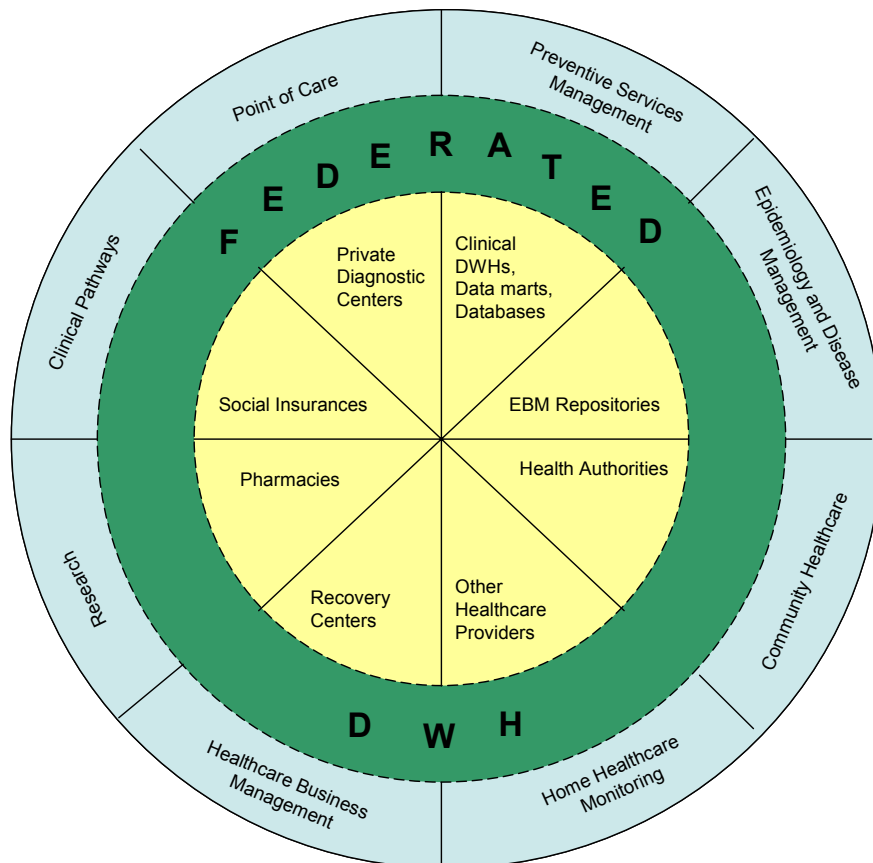 Point of Care
Preventive Services
Management
Epidemiology and Disease
Management
Community Healthcare
Home Healthcare
Monitoring
Healthcare Business
Management
Research
Clinical Pathways
FEDERATED
DWH
Private
Diagnostic
Centers
Clinical
DWHs,
Data marts,
Databases
EBM Repositories
Health Authorities
Other
Healthcare
Providers
Recovery
Centers
Pharmacies
Social Insurances